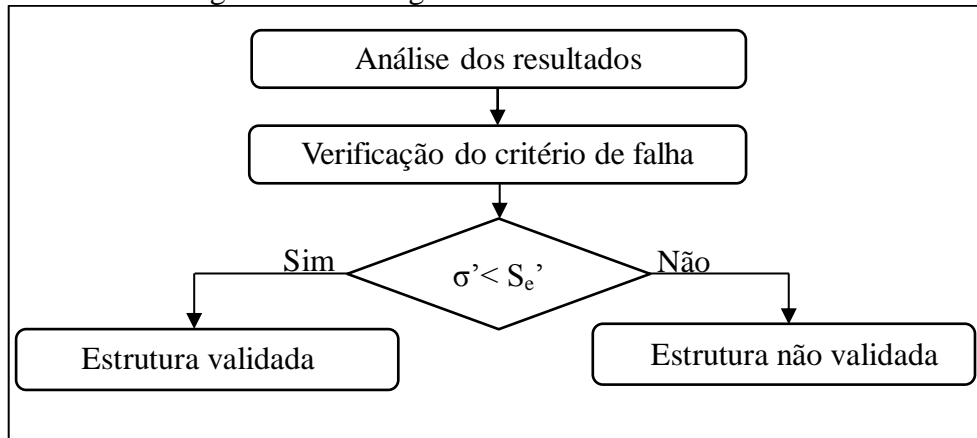 Análise dos resultados
Verificação do critério de falha
Sim
σ’< Se’
Não
Estrutura validada
Estrutura não validada